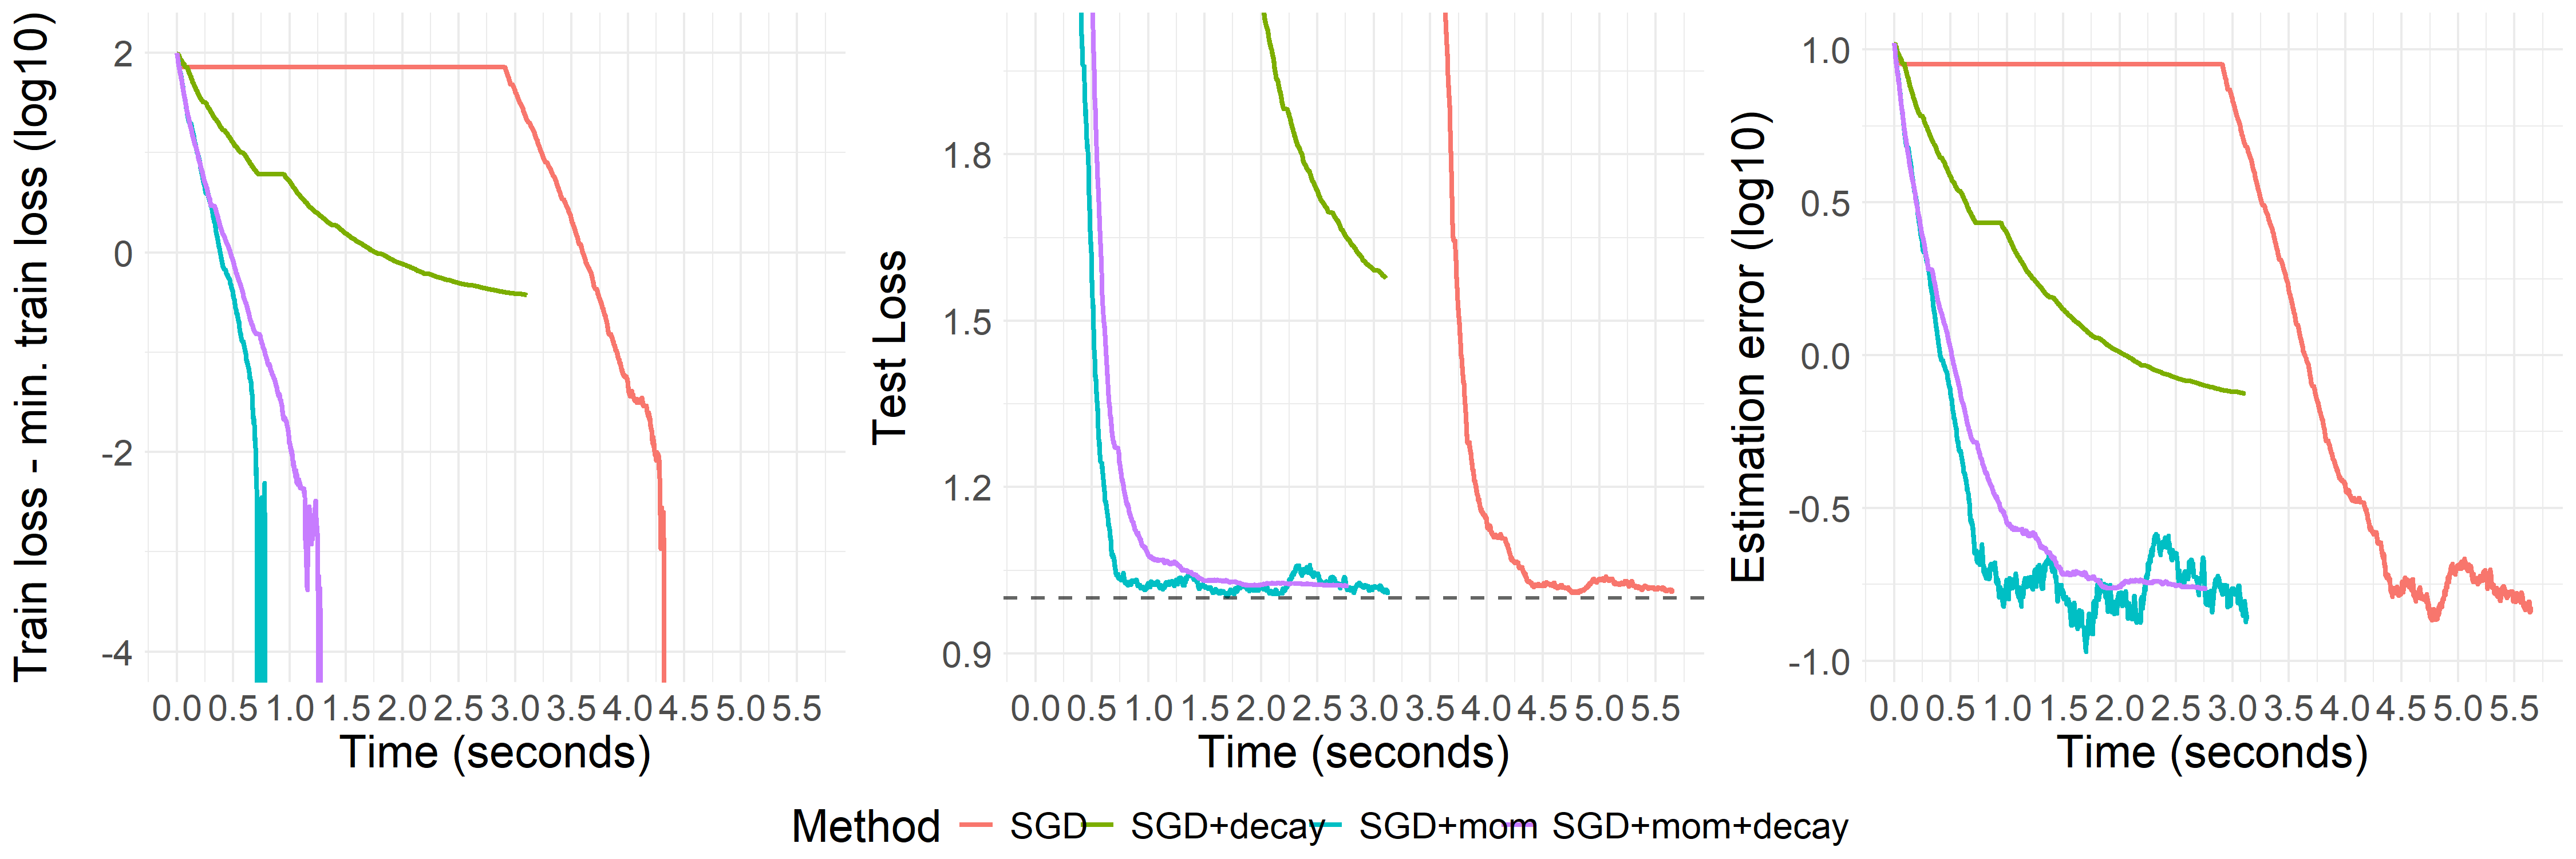 Train loss - min. train loss (log10)
2
0
-2
-4
0.0 0.5 1.0 1.5 2.0 2.5 3.0 3.5 4.0 4.5 5.0 5.5
Time (seconds)
Test Loss
1.8
1.5
1.2
0.9
0.0 0.5 1.0 1.5 2.0 2.5 3.0 3.5 4.0 4.5 5.0 5.5
Time (seconds)
Estimation error (log10)
1.0
0.5
0.0
-0.5
-1.0
0.0 0.5 1.0 1.5 2.0 2.5 3.0 3.5 4.0 4.5 5.0 5.5
Time (seconds)
Method SGD SGD+decay SGD+mom SGD+mom+decay